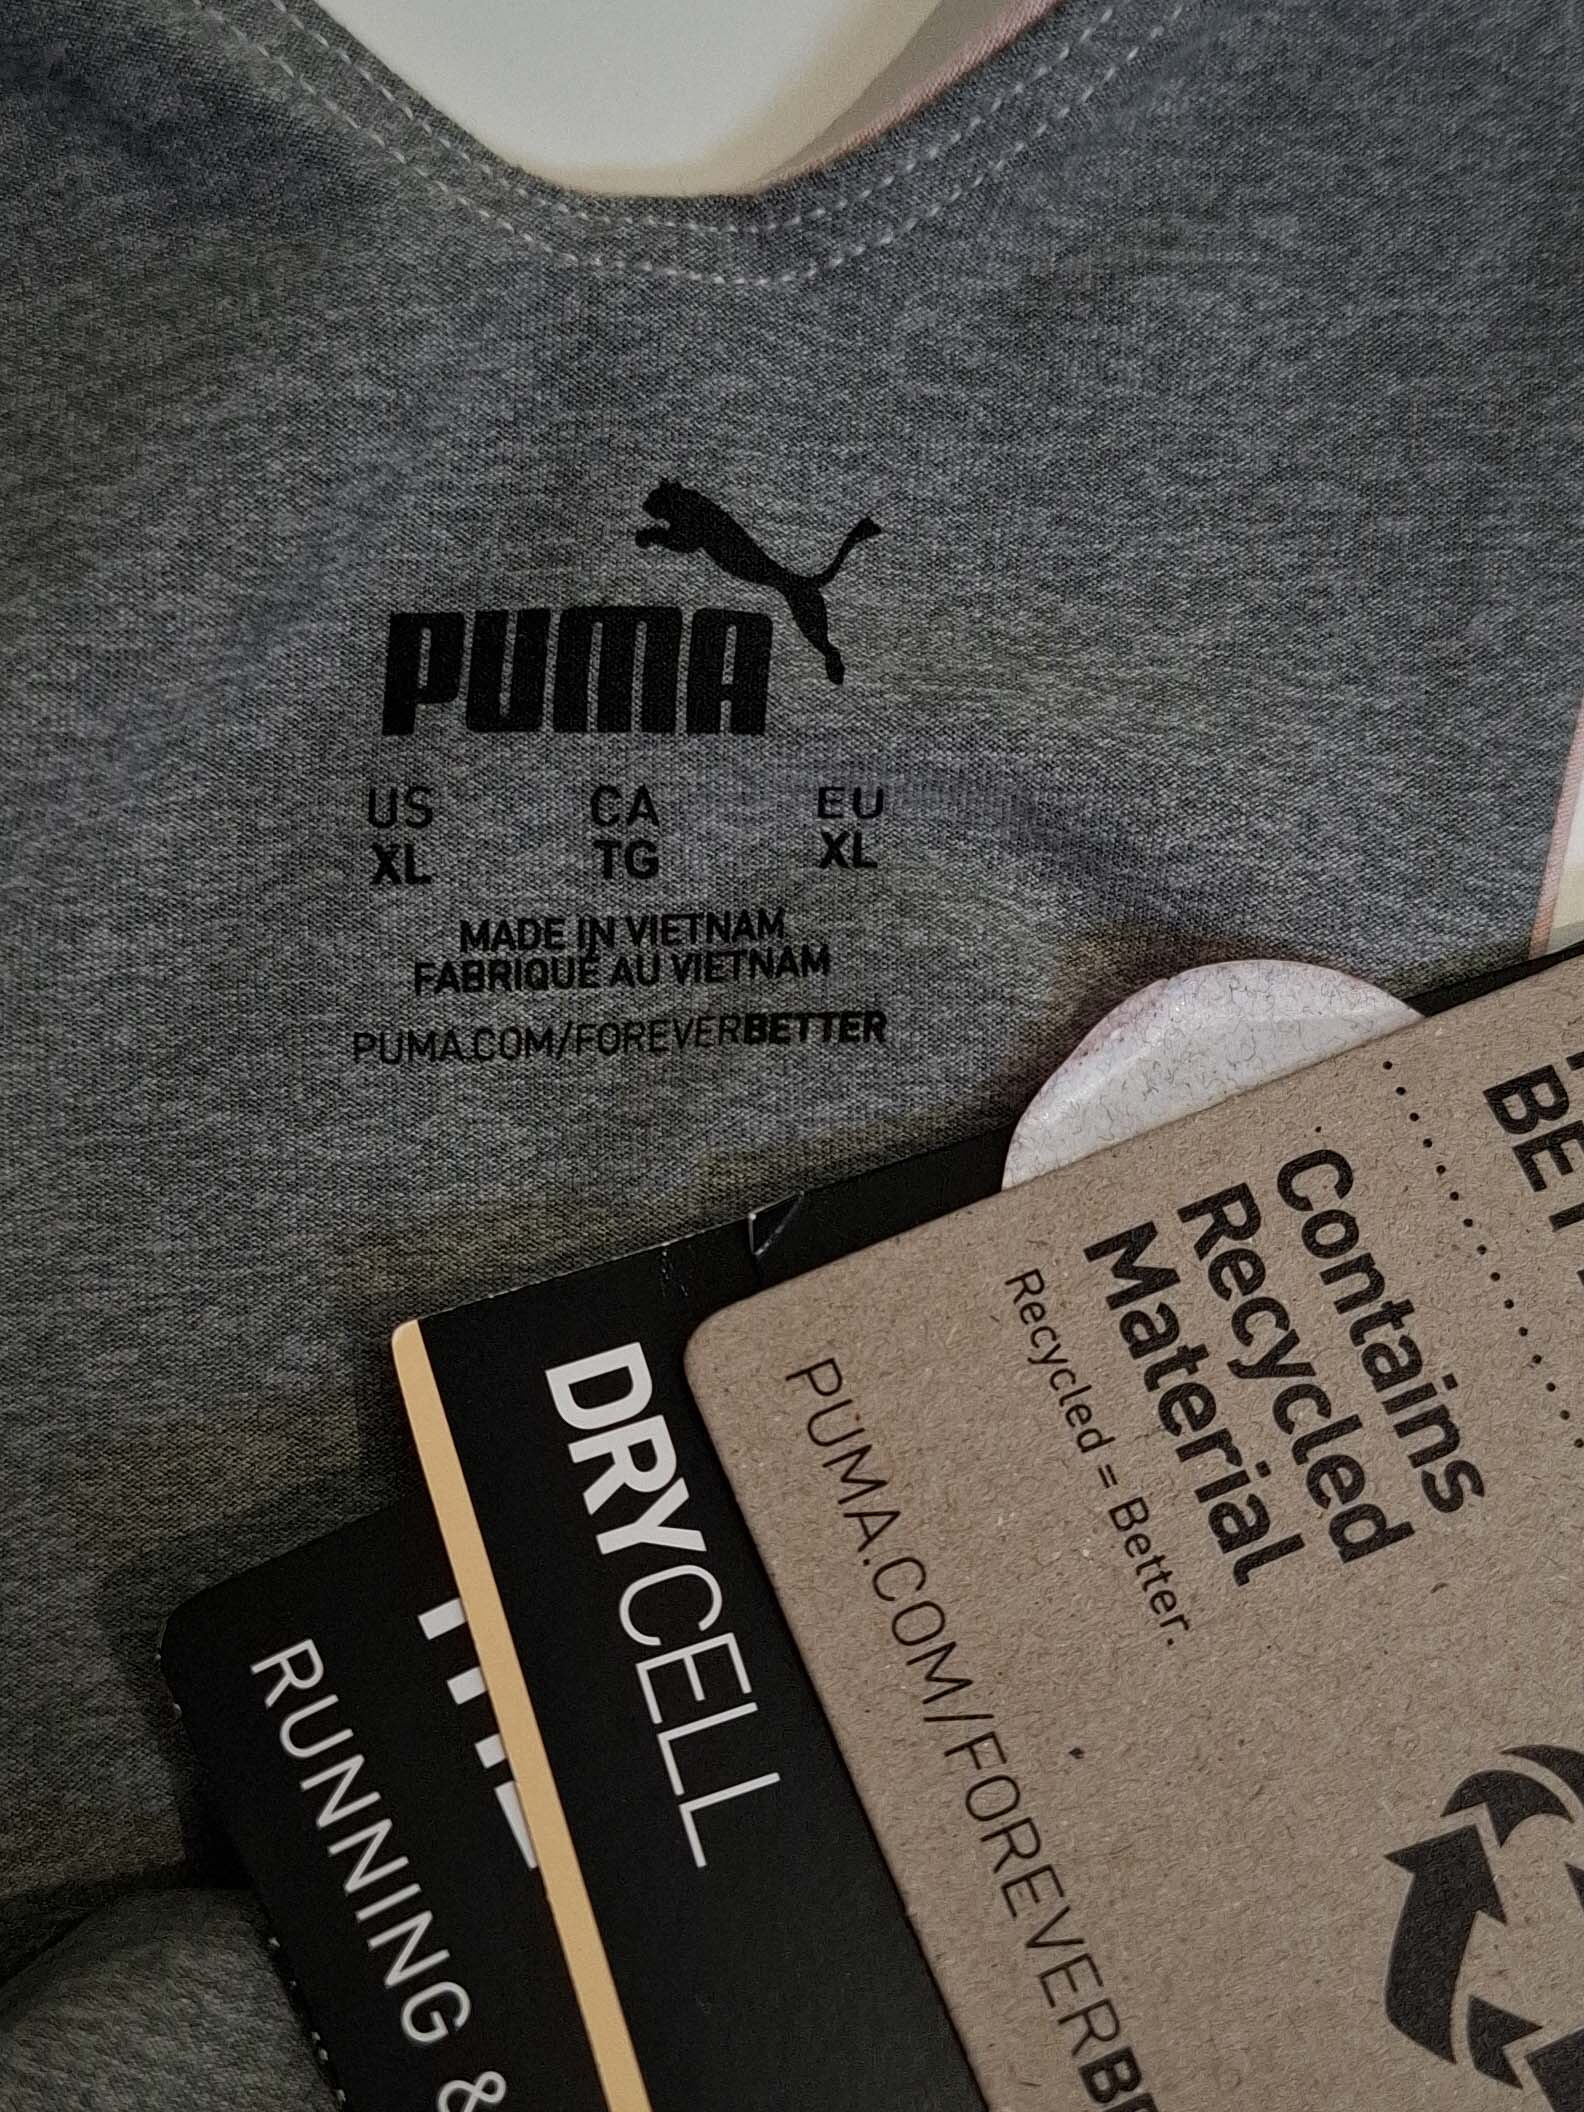 PUMA
US CA EU
XL TG XL
MADE IN VIETNAM
FABRIQUÉ AU VIETNAM
PUMA.COM/FOREVERBETTER
Contains
Recycled
Material
Recycled = Better.
PUMA.COM/FOREVERBE
DRYCELL
RUNNING &